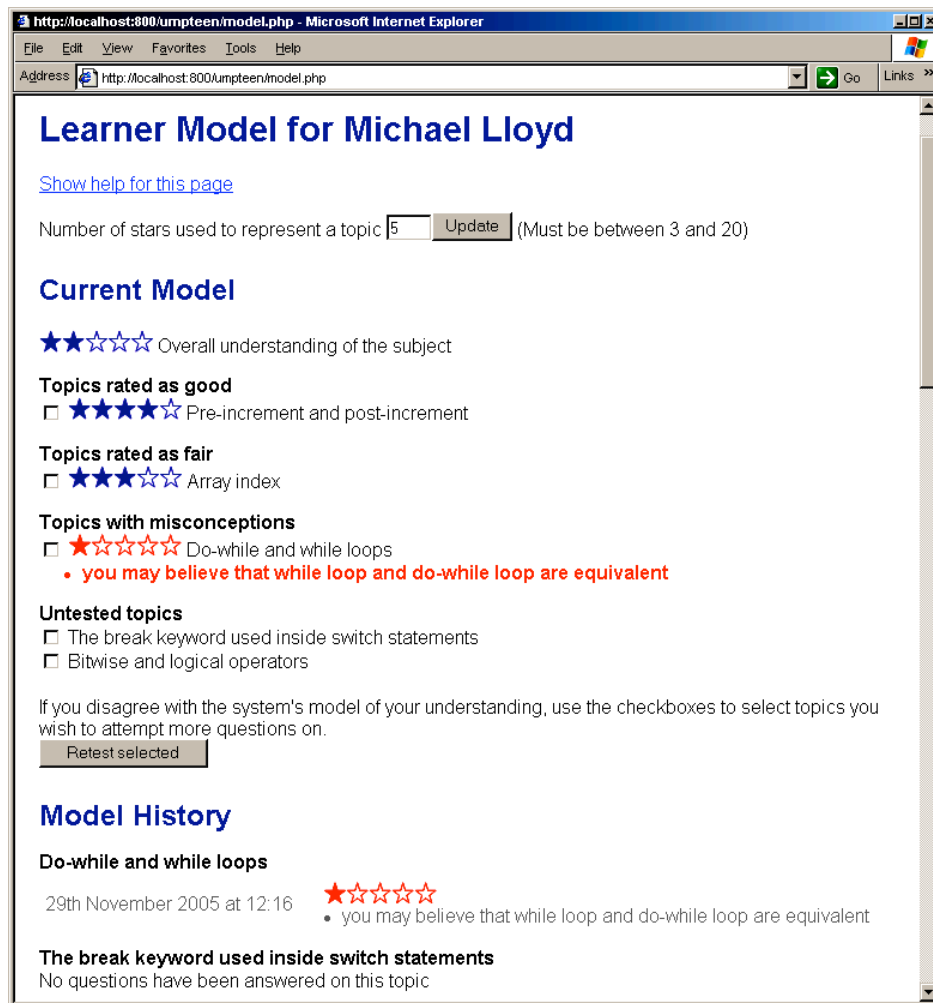 http://localhost:800/umpteen/model.php - Microsoft Internet Explorer
File Edit View Favorites Tools Help
Address http://localhost:800/umpteen/model.php Go Links »
Learner Model for Michael Lloyd
Show help for this page
Number of stars used to represent a topic 5 Update (Must be between 3 and 20)
Current Model
★★☆☆☆ Overall understanding of the subject
Topics rated as good
★★★★☆ Pre-increment and post-increment
Topics rated as fair
★★★☆☆ Array index
Topics with misconceptions
★☆☆☆☆ Do-while and while loops
• you may believe that while loop and do-while loop are equivalent
Untested topics
The break keyword used inside switch statements
Bitwise and logical operators
If you disagree with the system's model of your understanding, use the checkboxes to select topics you
wish to attempt more questions on.
Retest selected
Model History
Do-while and while loops
29th November 2005 at 12:16 ★☆☆☆☆
• you may believe that while loop and do-while loop are equivalent
The break keyword used inside switch statements
No questions have been answered on this topic